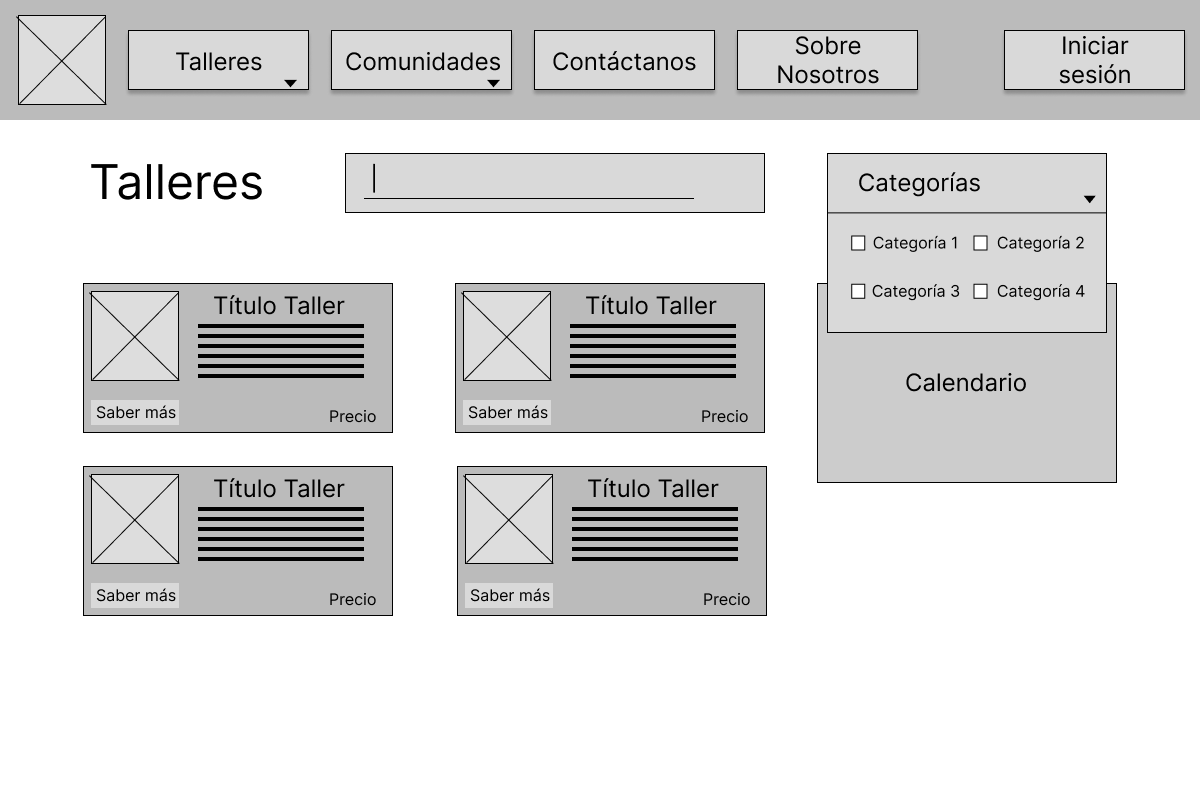 Talleres
Comunidades
Contáctanos
Sobre
Nosotros
Iniciar
sesión
Talleres
Categorías
Categoría 1
Categoría 2
Categoría 3
Categoría 4
Título Taller
Saber más
Precio
Título Taller
Saber más
Precio
Calendario
Título Taller
Saber más
Precio
Título Taller
Saber más
Precio